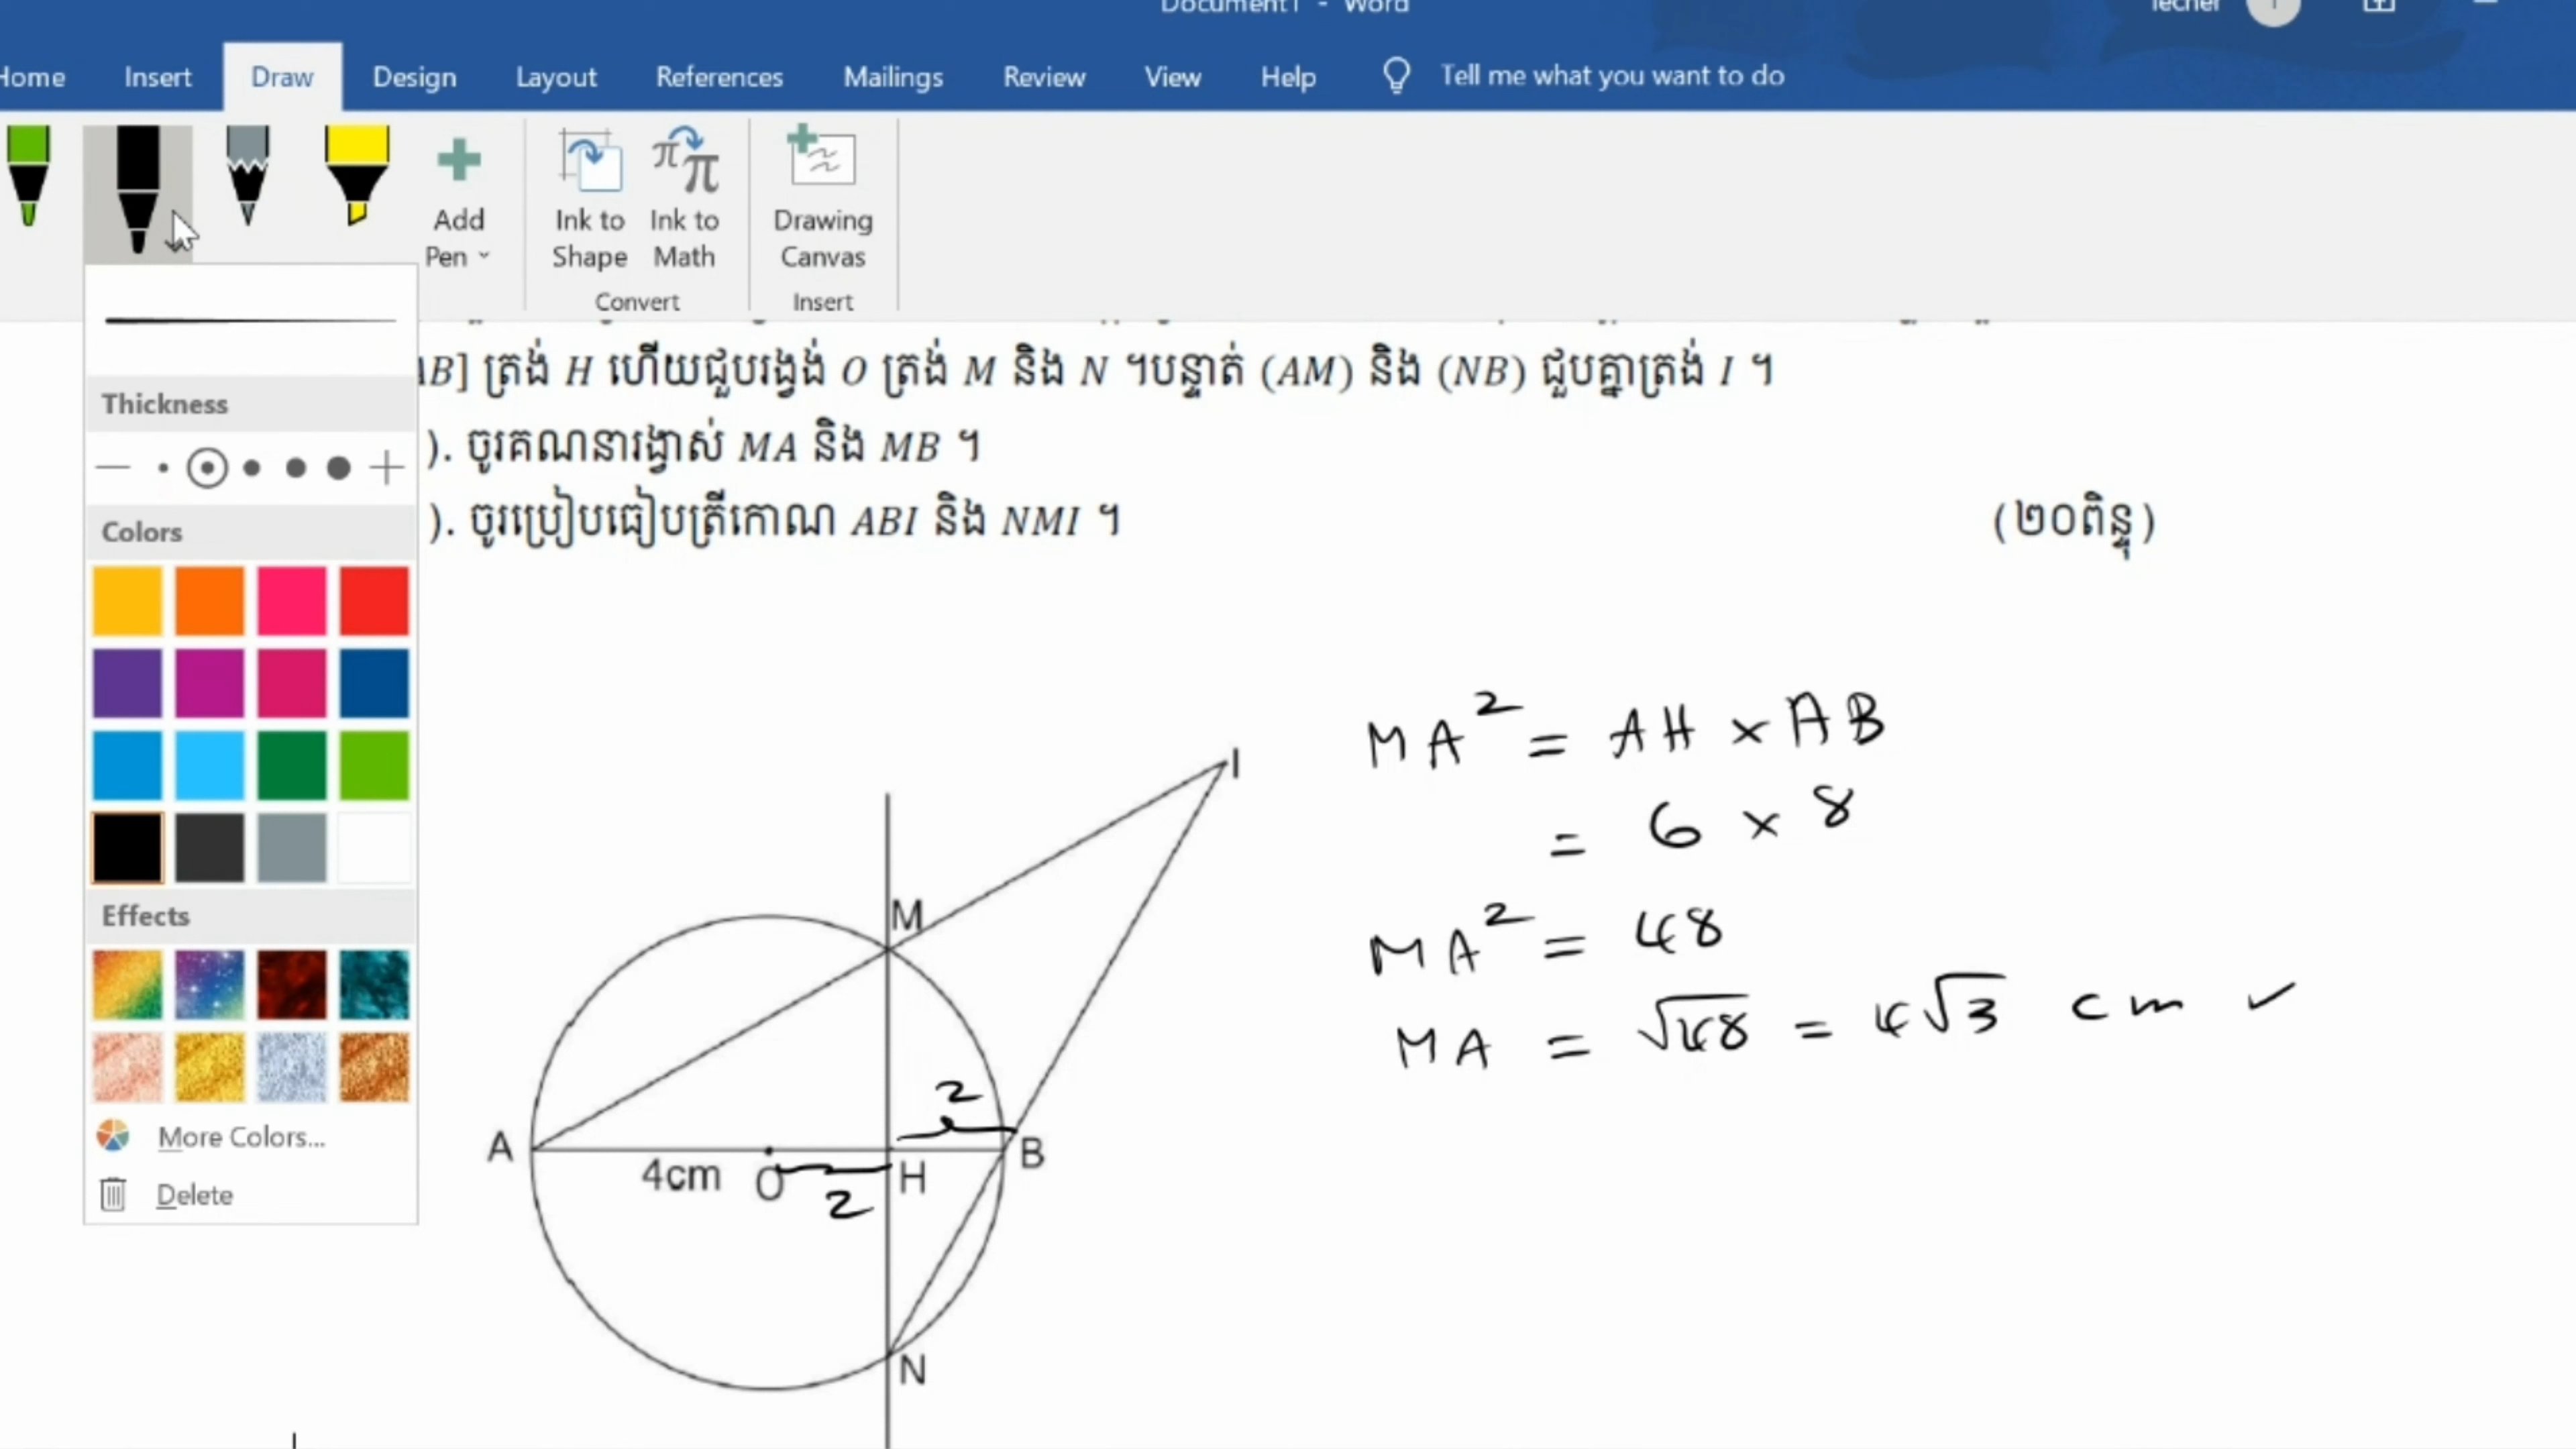 Document1 - Word
Techer
Home Insert Draw Design Layout References Mailings Review View Help Tell me what you want to do
Add Pen
Ink to Shape
Ink to Math
Drawing Canvas
Convert
Insert
AB] ត្រង់ H ហើយជួបរង្វង់ O ត្រង់ M និង N ។បន្ទាត់ (AM) និង (NB) ជួបគ្នាត្រង់ I ។
). ចូរគណនារង្វាស់ MA និង MB ។
). ចូរប្រៀបធៀបត្រីកោណ ABI និង NMI ។
(២០ពិន្ទុ)
Thickness
Colors
Effects
More Colors...
Delete
I
M
A
4cm
O
H
B
N
2
2
MA² = AH × AB
= 6 × 8
MA² = 48
MA = √48 = 4√3 cm ✓